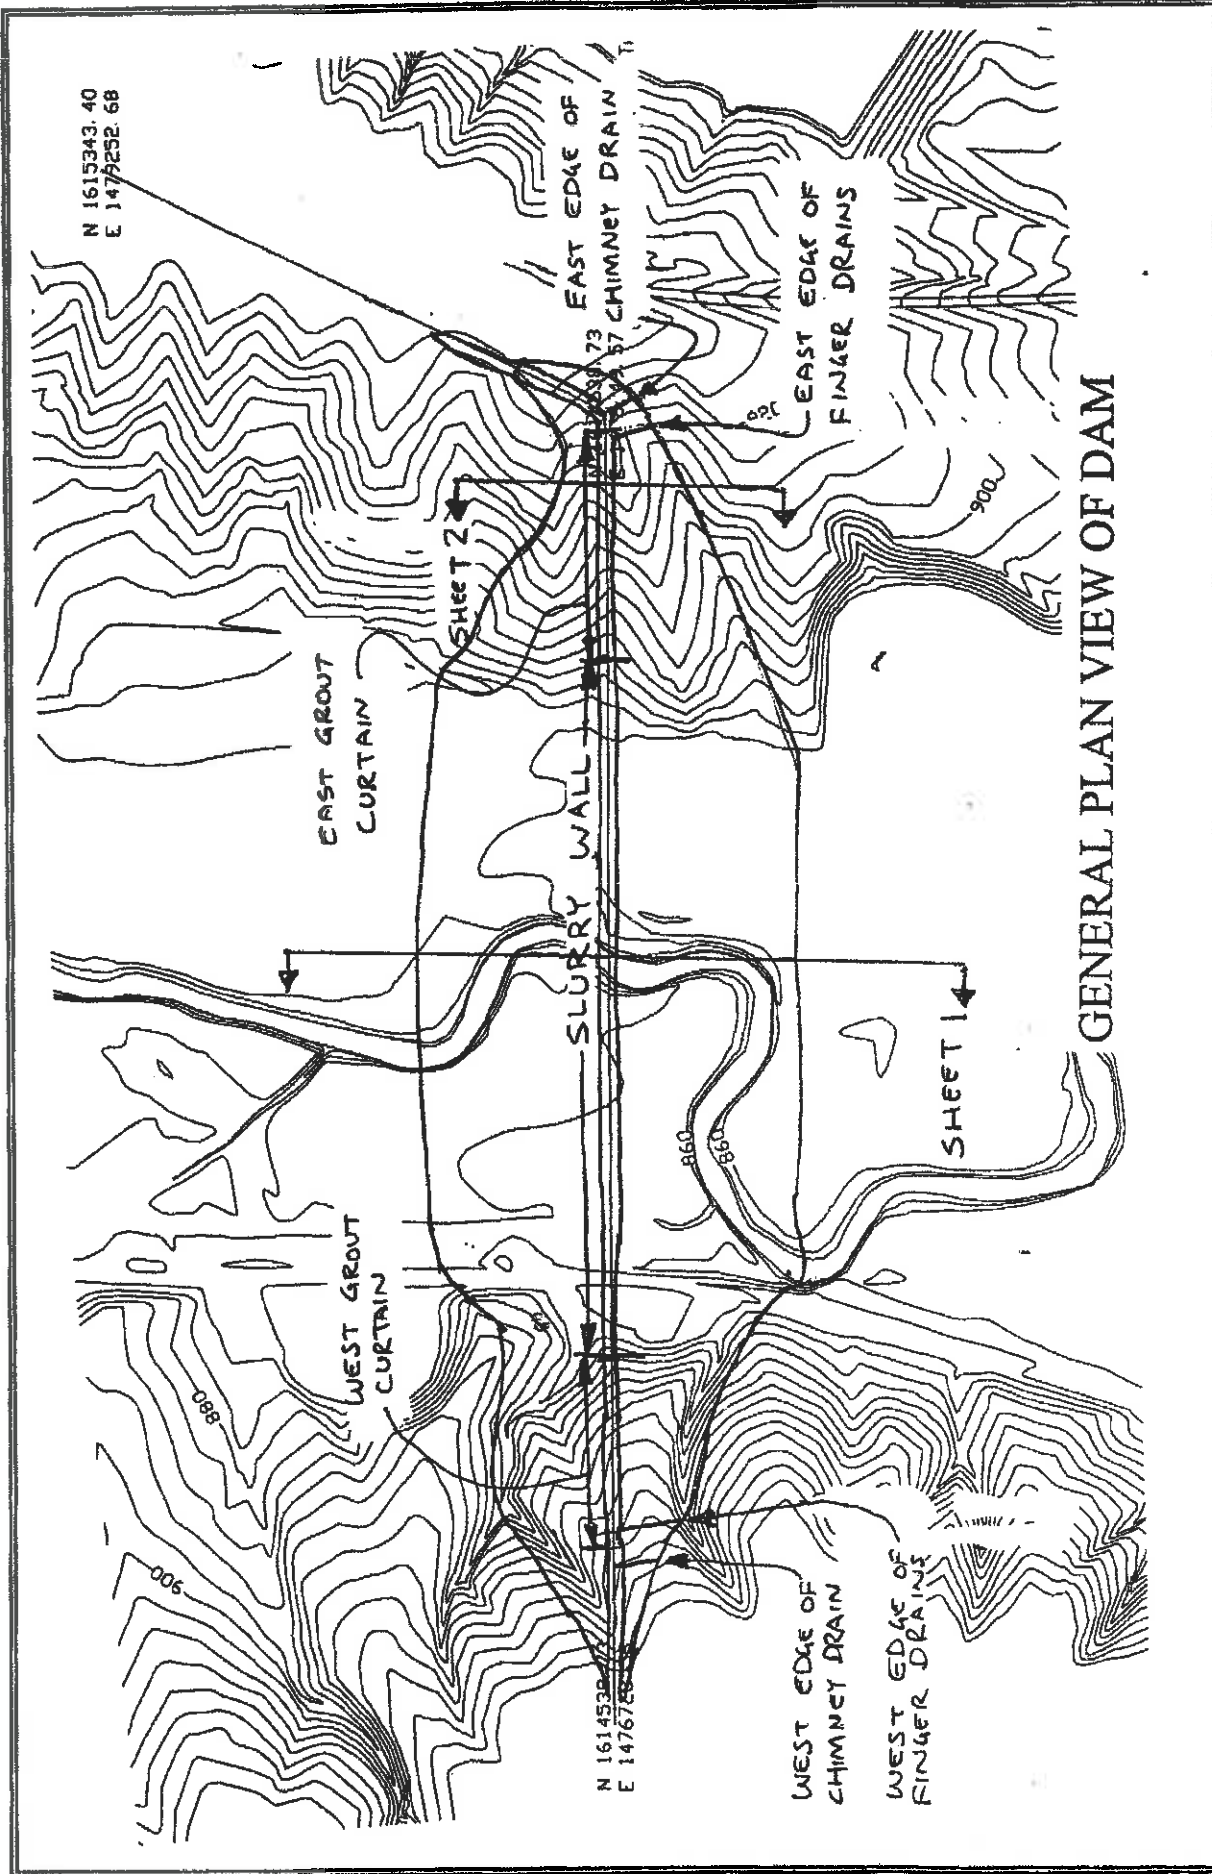 N 1615343.40
E 1479252.68
EAST EDGE OF
CHIMNEY DRAIN
EAST EDGE OF
FINGER DRAINS
SHEET 2
EAST GROUT
CURTAIN
SLURRY WALL
900
860
860
SHEET 1
WEST GROUT
CURTAIN
880
900
WEST EDGE OF
CHIMNEY DRAIN
WEST EDGE OF
FINGER DRAINS
GENERAL PLAN VIEW OF DAM